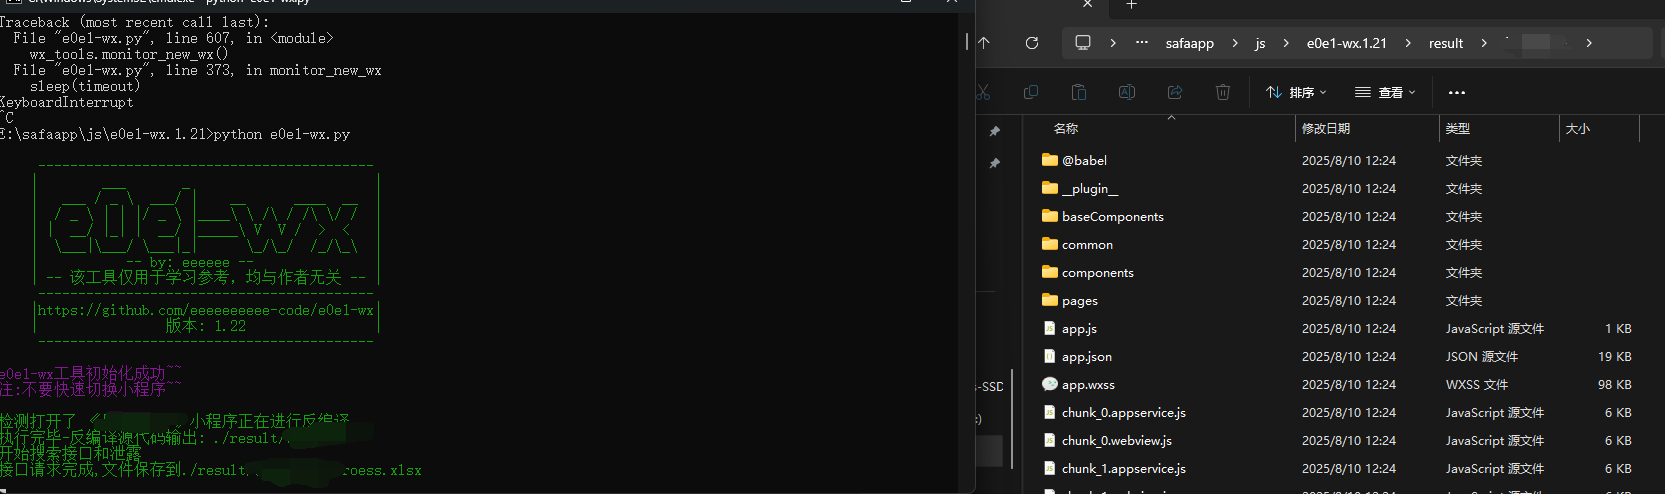 Traceback (most recent call last):
  File "e0e1-wx.py", line 607, in <module>
    wx_tools.monitor_new_wx()
  File "e0e1-wx.py", line 373, in monitor_new_wx
    sleep(timeout)
KeyboardInterrupt
^C
E:\safaapp\js\e0e1-wx.1.21>python e0e1-wx.py
-- by: eeeeee --
-- 该工具仅用于学习参考，均与作者无关 --
https://github.com/eeeeeeeeee-code/e0e1-wx
版本: 1.22
e0e1-wx工具初始化成功~~
注:不要快速切换小程序~~
检测打开了 《 小程序正在进行反编译
执行完毕-反编译源代码输出: ./result/
开始搜索接口和泄露
接口请求完成,文件保存到./result/ roess.xlsx
··· > safaapp > js > e0e1-wx.1.21 > result >
排序 查看 ···
名称 修改日期 类型 大小
@babel 2025/8/10 12:24 文件夹
__plugin__ 2025/8/10 12:24 文件夹
baseComponents 2025/8/10 12:24 文件夹
common 2025/8/10 12:24 文件夹
components 2025/8/10 12:24 文件夹
pages 2025/8/10 12:24 文件夹
app.js 2025/8/10 12:24 JavaScript 源文件 1 KB
app.json 2025/8/10 12:24 JSON 源文件 19 KB
app.wxss 2025/8/10 12:24 WXSS 文件 98 KB
chunk_0.appservice.js 2025/8/10 12:24 JavaScript 源文件 6 KB
chunk_0.webview.js 2025/8/10 12:24 JavaScript 源文件 6 KB
chunk_1.appservice.js 2025/8/10 12:24 JavaScript 源文件 6 KB
s-SSD